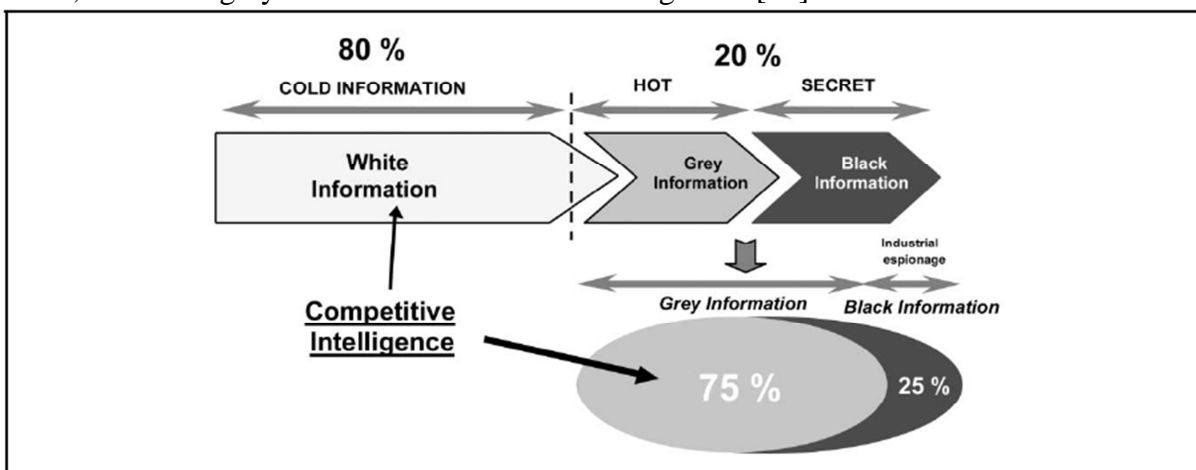 80 %
20 %
COLD INFORMATION
HOT
SECRET
White
Information
Grey
Information
Black
Information
Industrial
espionage
Grey Information
Black Information
Competitive
Intelligence
75 %
25 %